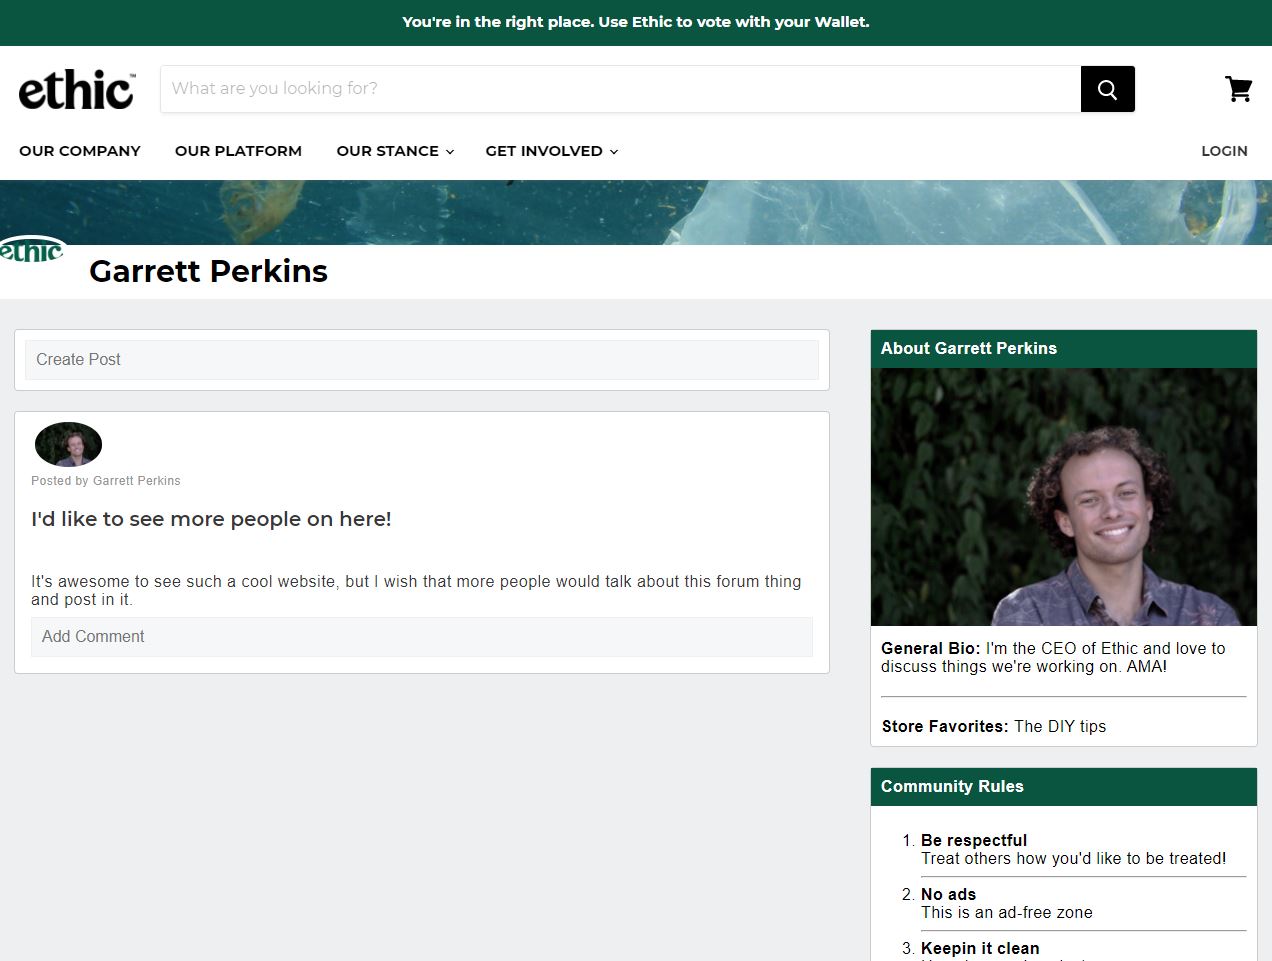 You're in the right place. Use Ethic to vote with your Wallet.
ethic™
What are you looking for?
OUR COMPANY
OUR PLATFORM
OUR STANCE
GET INVOLVED
LOGIN
ethic
Garrett Perkins
Create Post
Posted by Garrett Perkins
I'd like to see more people on here!
It's awesome to see such a cool website, but I wish that more people would talk about this forum thing
and post in it.
Add Comment
About Garrett Perkins
General Bio: I'm the CEO of Ethic and love to
discuss things we're working on. AMA!
Store Favorites: The DIY tips
Community Rules
1. Be respectful
Treat others how you'd like to be treated!
2. No ads
This is an ad-free zone
3. Keepin it clean